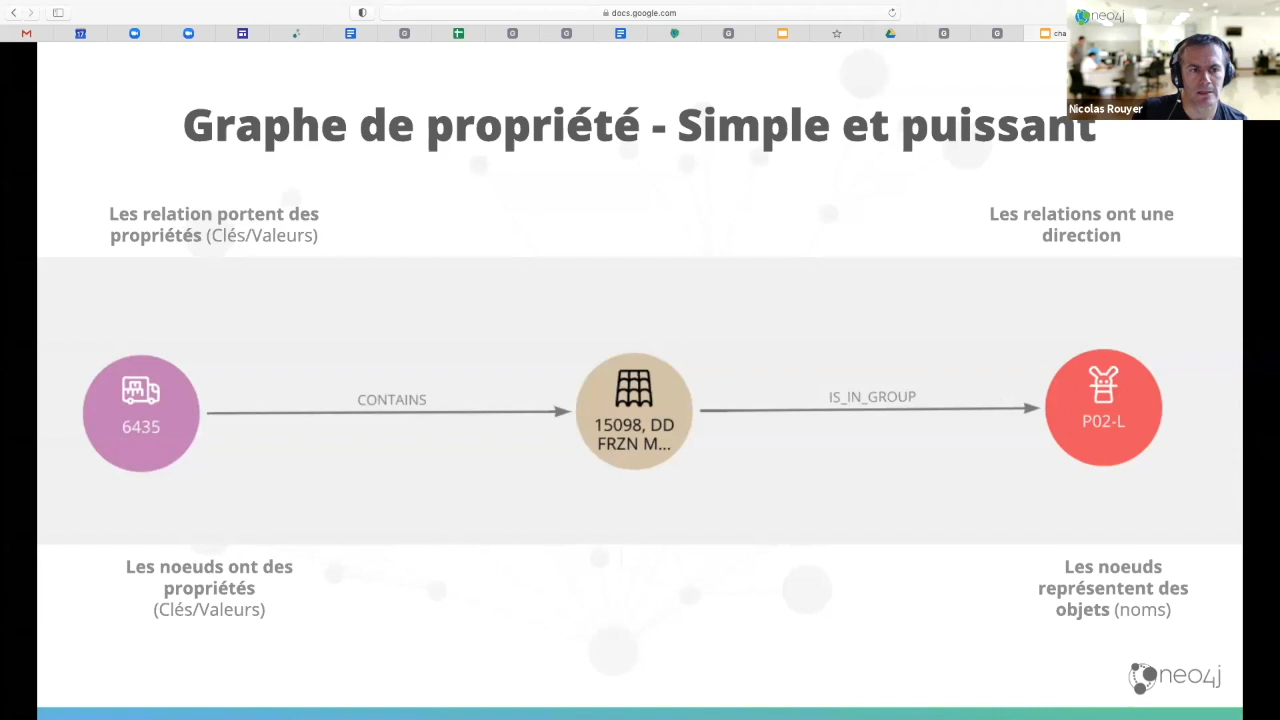 docs.google.com
17
cha
neo4j
Nicolas Rouyer
Graphe de propriété - Simple et puissant
Les relation portent des
propriétés (Clés/Valeurs)
Les relations ont une
direction
6435
CONTAINS
15098, DD
FRZN M...
IS_IN_GROUP
P02-L
Les noeuds ont des
propriétés
(Clés/Valeurs)
Les noeuds
représentent des
objets (noms)
neo4j